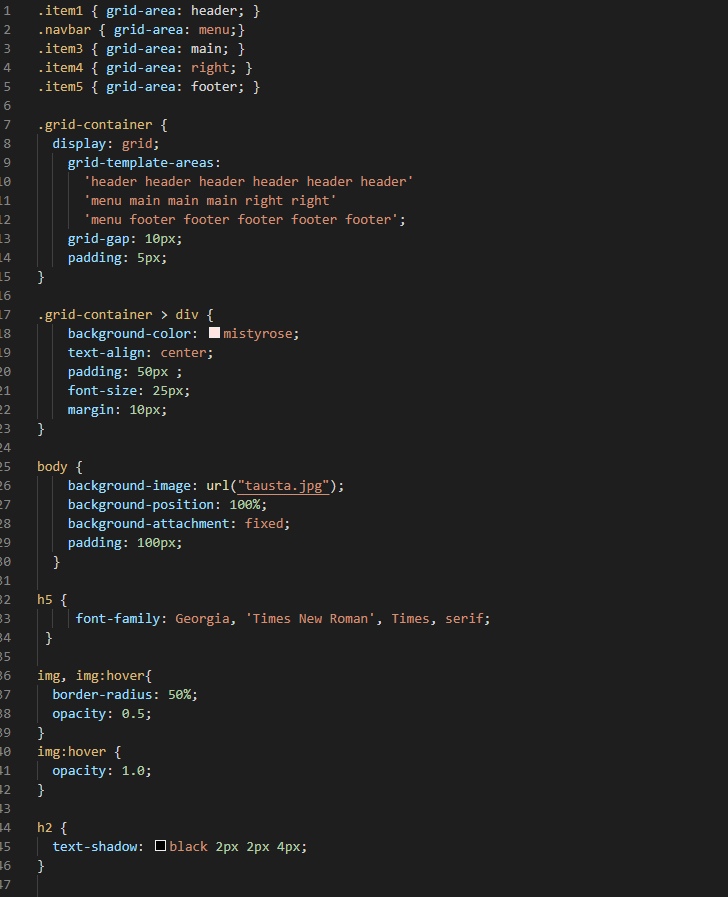 1 .item1 { grid-area: header; }
2 .navbar { grid-area: menu;}
3 .item3 { grid-area: main; }
4 .item4 { grid-area: right; }
5 .item5 { grid-area: footer; }
6
7 .grid-container {
8   display: grid;
9     grid-template-areas:
10       'header header header header header header'
11       'menu main main main right right'
12       'menu footer footer footer footer footer';
13     grid-gap: 10px;
14     padding: 5px;
15 }
16
17 .grid-container > div {
18     background-color: mistyrose;
19     text-align: center;
20     padding: 50px ;
21     font-size: 25px;
22     margin: 10px;
23 }
24
25 body {
26     background-image: url("tausta.jpg");
27     background-position: 100%;
28     background-attachment: fixed;
29     padding: 100px;
30   }
31
32 h5 {
33      font-family: Georgia, 'Times New Roman', Times, serif;
34  }
35
36 img, img:hover{
37   border-radius: 50%;
38   opacity: 0.5;
39 }
40 img:hover {
41   opacity: 1.0;
42 }
43
44 h2 {
45   text-shadow: black 2px 2px 4px;
46 }
47